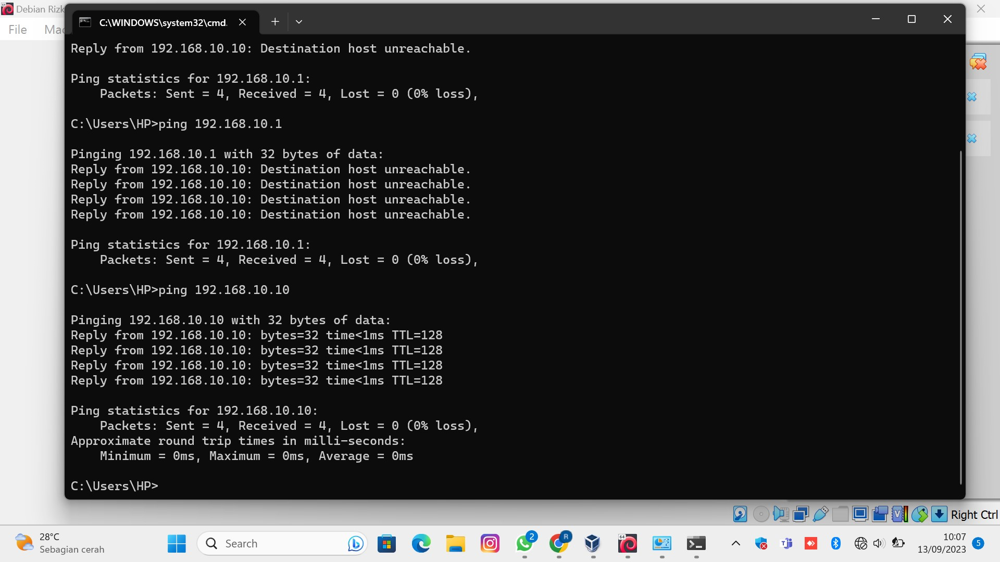 Debian Rizk
File
Mac
C:\WINDOWS\system32\cmd.
Reply from 192.168.10.10: Destination host unreachable.
Ping statistics for 192.168.10.1:
Packets: Sent = 4, Received = 4, Lost = 0 (0% loss),
C:\Users\HP>ping 192.168.10.1
Pinging 192.168.10.1 with 32 bytes of data:
Reply from 192.168.10.10: Destination host unreachable.
Reply from 192.168.10.10: Destination host unreachable.
Reply from 192.168.10.10: Destination host unreachable.
Reply from 192.168.10.10: Destination host unreachable.
Ping statistics for 192.168.10.1:
Packets: Sent = 4, Received = 4, Lost = 0 (0% loss),
C:\Users\HP>ping 192.168.10.10
Pinging 192.168.10.10 with 32 bytes of data:
Reply from 192.168.10.10: bytes=32 time<1ms TTL=128
Reply from 192.168.10.10: bytes=32 time<1ms TTL=128
Reply from 192.168.10.10: bytes=32 time<1ms TTL=128
Reply from 192.168.10.10: bytes=32 time<1ms TTL=128
Ping statistics for 192.168.10.10:
Packets: Sent = 4, Received = 4, Lost = 0 (0% loss),
Approximate round trip times in milli-seconds:
Minimum = 0ms, Maximum = 0ms, Average = 0ms
C:\Users\HP>
Right Ctrl
28°C
Sebagian cerah
Search
2
R
64
10:07
13/09/2023
5